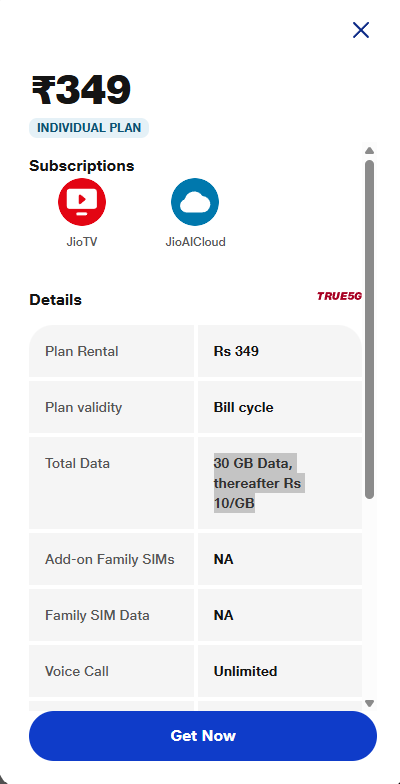 ₹349
INDIVIDUAL PLAN
Subscriptions
JioTV
JioAICloud
Details
TRUE5G
Plan Rental
Rs 349
Plan validity
Bill cycle
Total Data
30 GB Data,
thereafter Rs
10/GB
Add-on Family SIMs
NA
Family SIM Data
NA
Voice Call
Unlimited
Get Now